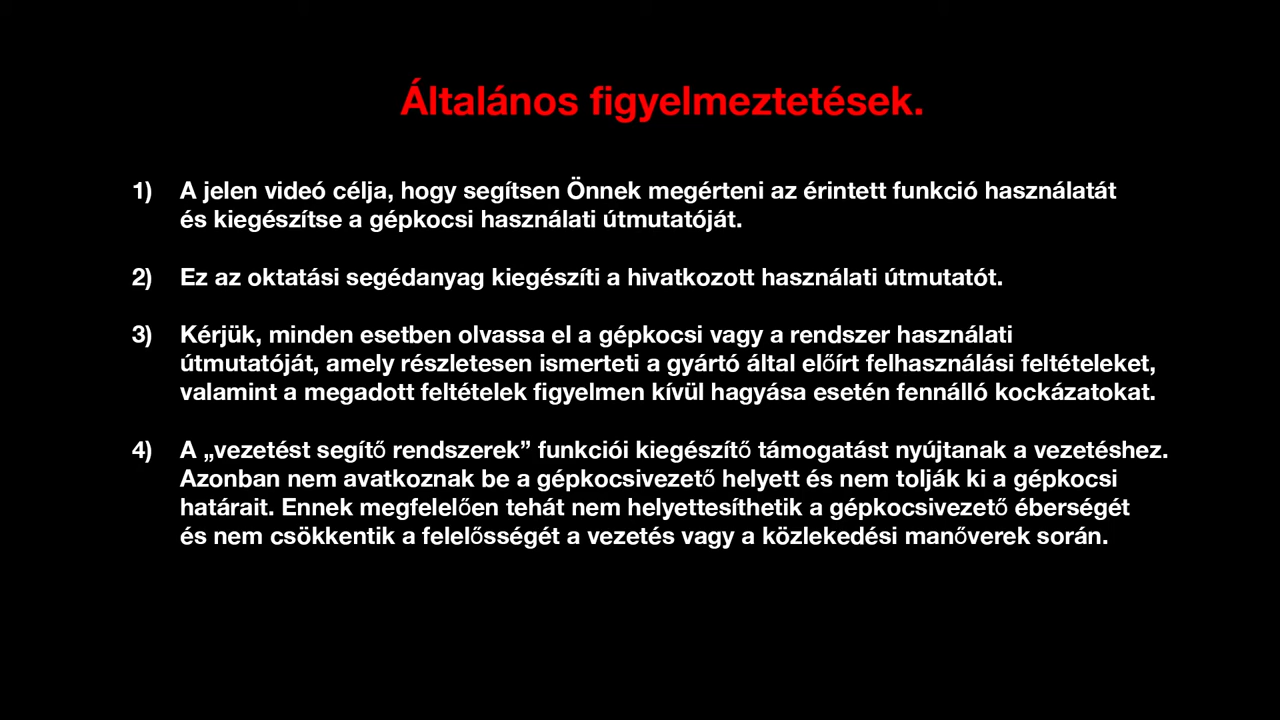 Általános figyelmeztetések.
1) A jelen videó célja, hogy segítsen Önnek megérteni az érintett funkció használatát
és kiegészítse a gépkocsi használati útmutatóját.
2) Ez az oktatási segédanyag kiegészíti a hivatkozott használati útmutatót.
3) Kérjük, minden esetben olvassa el a gépkocsi vagy a rendszer használati
útmutatóját, amely részletesen ismerteti a gyártó által előírt felhasználási feltételeket,
valamint a megadott feltételek figyelmen kívül hagyása esetén fennálló kockázatokat.
4) A „vezetést segítő rendszerek” funkciói kiegészítő támogatást nyújtanak a vezetéshez.
Azonban nem avatkoznak be a gépkocsivezető helyett és nem tolják ki a gépkocsi
határait. Ennek megfelelően tehát nem helyettesíthetik a gépkocsivezető éberségét
és nem csökkentik a felelősségét a vezetés vagy a közlekedési manőverek során.